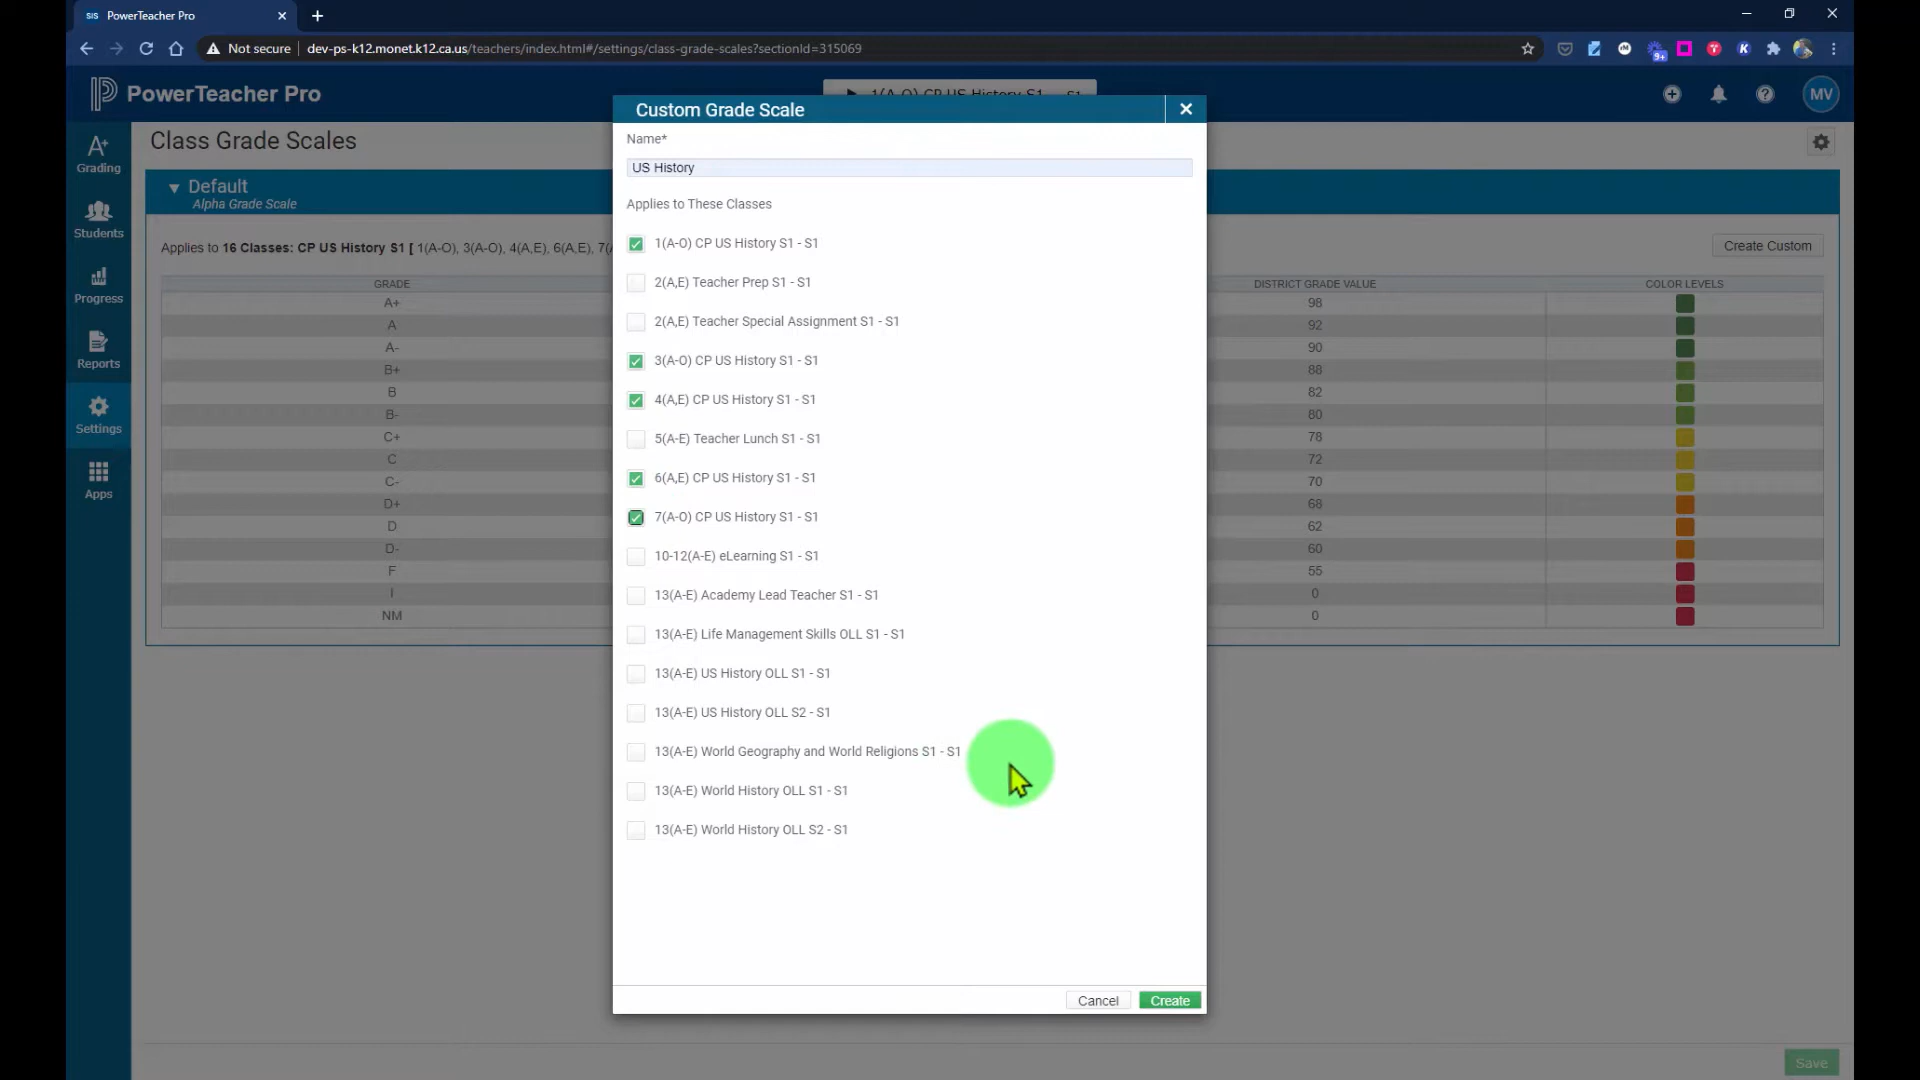 SIS PowerTeacher Pro
Not secure dev-ps-k12.monet.k12.ca.us/teachers/index.html#/settings/class-grade-scales?sectionId=315069
9+
K
PowerTeacher Pro
1(A-O) CP US History S1 - S1
MV
Grading
Students
Progress
Reports
Settings
Apps
Class Grade Scales
Default
Alpha Grade Scale
Applies to 16 Classes: CP US History S1 [ 1(A-O), 3(A-O), 4(A,E), 6(A,E),
Create Custom
GRADE DISTRICT GRADE VALUE COLOR LEVELS
A+ 98
A 92
A- 90
B+ 88
B 82
B- 80
C+ 78
C 72
C- 70
D+ 68
D 62
D- 60
F 55
I 0
NM 0
Custom Grade Scale
Name*
US History
Applies to These Classes
1(A-O) CP US History S1 - S1
2(A,E) Teacher Prep S1 - S1
2(A,E) Teacher Special Assignment S1 - S1
3(A-O) CP US History S1 - S1
4(A,E) CP US History S1 - S1
5(A-E) Teacher Lunch S1 - S1
6(A,E) CP US History S1 - S1
7(A-O) CP US History S1 - S1
10-12(A-E) eLearning S1 - S1
13(A-E) Academy Lead Teacher S1 - S1
13(A-E) Life Management Skills OLL S1 - S1
13(A-E) US History OLL S1 - S1
13(A-E) US History OLL S2 - S1
13(A-E) World Geography and World Religions S1 - S1
13(A-E) World History OLL S1 - S1
13(A-E) World History OLL S2 - S1
Cancel Create
Save